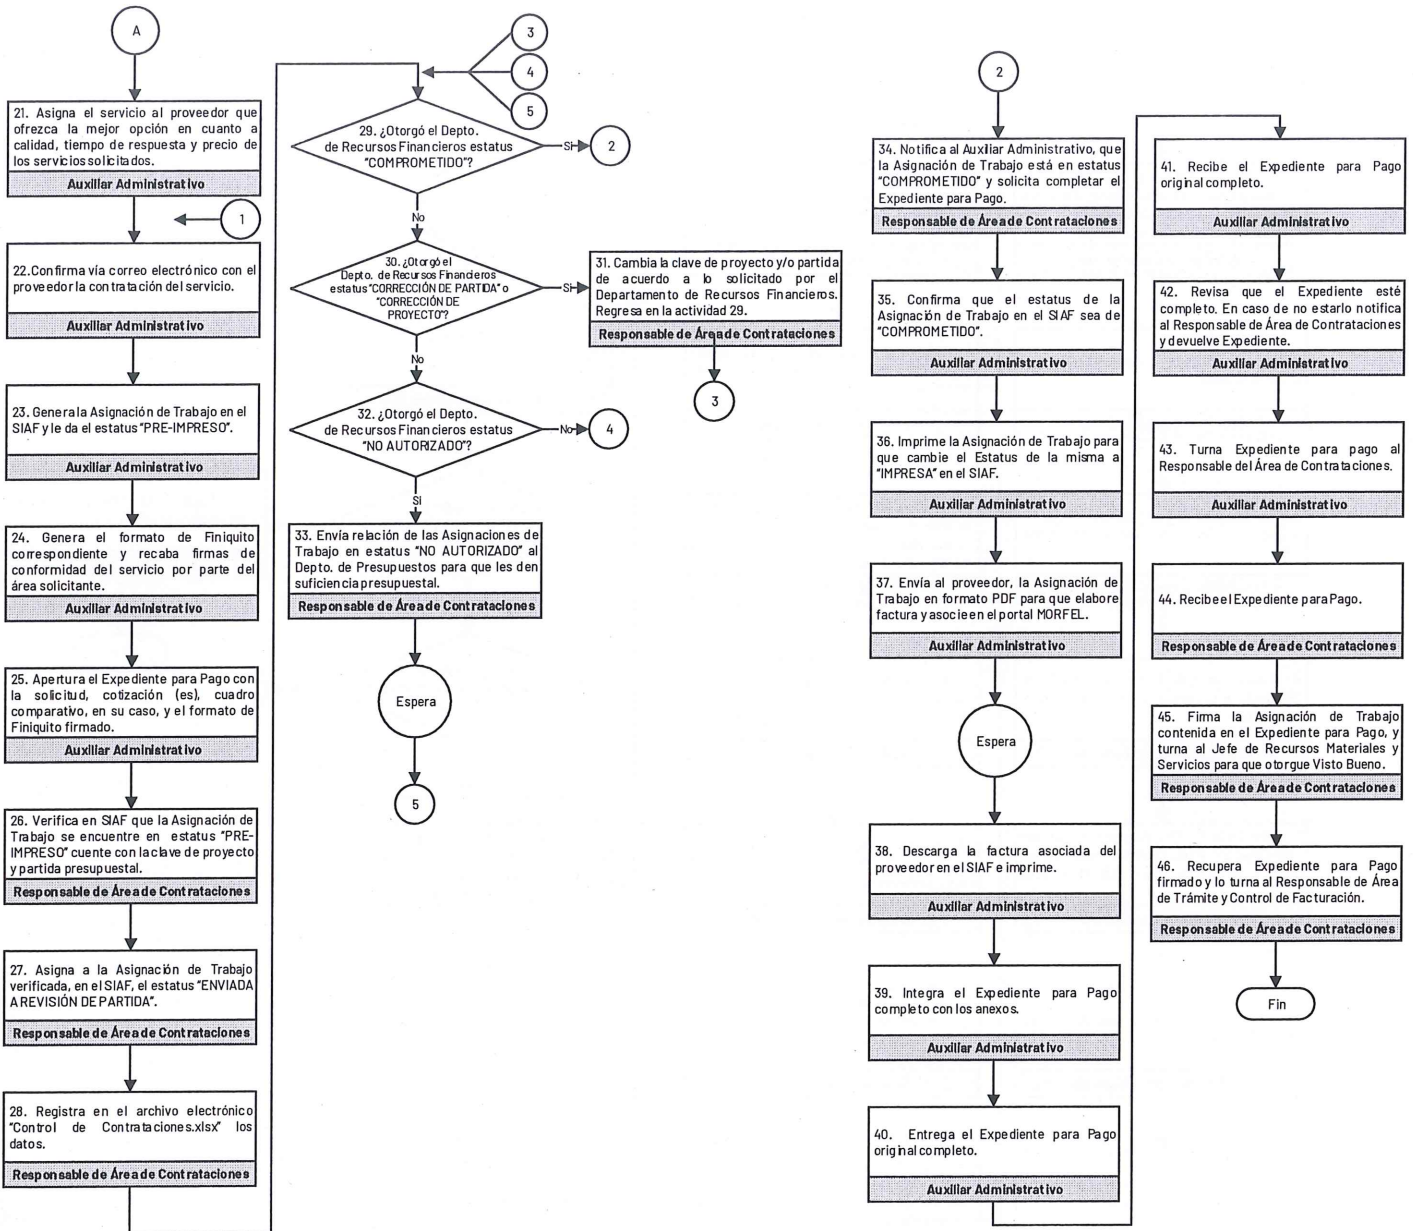 A
21. Asigna el servicio al proveedor que
ofrezca la mejor opción en cuanto a
calidad, tiempo de respuesta y precio de
los servicios solicitados.
Auxiliar Administrativo
1
22.Confirma vía correo electrónico con el
proveedor la contratación del servicio.
Auxiliar Administrativo
23. Genera la Asignación de Trabajo en el
SIAF y le da el estatus "PRE-IMPRESO".
Auxiliar Administrativo
24. Genera el formato de Finiquito
correspondiente y recaba firmas de
conformidad del servicio por parte del
área solicitante.
Auxiliar Administrativo
25. Apertura el Expediente para Pago con
la solicitud, cotización (es), cuadro
comparativo, en su caso, y el formato de
Finiquito firmado.
Auxiliar Administrativo
26. Verifica en SIAF que la Asignación de
Trabajo se encuentre en estatus "PRE-
IMPRESO" cuente con la clave de proyecto
y partida presupuestal.
Responsable de Área de Contrataciones
27. Asigna a la Asignación de Trabajo
verificada, en el SIAF, el estatus "ENVIADA
A REVISIÓN DE PARTIDA".
Responsable de Área de Contrataciones
28. Registra en el archivo electrónico
"Control de Contrataciones.xlsx" los
datos.
Responsable de Área de Contrataciones
3
4
5
29. ¿Otorgó el Depto.
de Recursos Financieros estatus
"COMPROMETIDO"?
Si
2
No
30. ¿Otorgó el
Depto. de Recursos Financieros
estatus "CORRECCIÓN DE PARTIDA" o
"CORRECCIÓN DE
PROYECTO"?
Si
31. Cambia la clave de proyecto y/o partida
de acuerdo a lo solicitado por el
Departamento de Recursos Financieros.
Regresa en la actividad 29.
Responsable de Área de Contrataciones
3
No
32. ¿Otorgó el Depto.
de Recursos Financieros estatus
"NO AUTORIZADO"?
No
4
Si
33. Envía relación de las Asignaciones de
Trabajo en estatus "NO AUTORIZADO" al
Depto. de Presupuestos para que les den
suficiencia presupuestal.
Responsable de Área de Contrataciones
Espera
5
2
34. Notifica al Auxiliar Administrativo, que
la Asignación de Trabajo está en estatus
"COMPROMETIDO" y solicita completar el
Expediente para Pago.
Responsable de Área de Contrataciones
35. Confirma que el estatus de la
Asignación de Trabajo en el SIAF sea de
"COMPROMETIDO".
Auxiliar Administrativo
36. Imprime la Asignación de Trabajo para
que cambie el Estatus de la misma a
"IMPRESA" en el SIAF.
Auxiliar Administrativo
37. Envía al proveedor, la Asignación de
Trabajo en formato PDF para que elabore
factura y asocie en el portal MORFEL.
Auxiliar Administrativo
Espera
38. Descarga la factura asociada del
proveedor en el SIAF e imprime.
Auxiliar Administrativo
39. Integra el Expediente para Pago
completo con los anexos.
Auxiliar Administrativo
40. Entrega el Expediente para Pago
original completo.
Auxiliar Administrativo
41. Recibe el Expediente para Pago
original completo.
Auxiliar Administrativo
42. Revisa que el Expediente esté
completo. En caso de no estarlo notifica
al Responsable de Área de Contrataciones
y devuelve Expediente.
Auxiliar Administrativo
43. Turna Expediente para pago al
Responsable del Área de Contrataciones.
Auxiliar Administrativo
44. Recibe el Expediente para Pago.
Responsable de Área de Contrataciones
45. Firma la Asignación de Trabajo
contenida en el Expediente para Pago, y
turna al Jefe de Recursos Materiales y
Servicios para que otorgue Visto Bueno.
Responsable de Área de Contrataciones
46. Recupera Expediente para Pago
firmado y lo turna al Responsable de Área
de Trámite y Control de Facturación.
Responsable de Área de Contrataciones
Fin